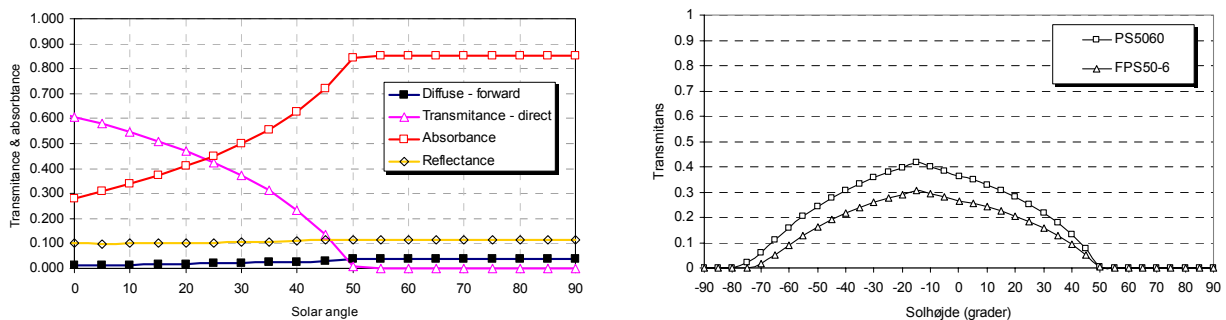 Transmitance & absorbtance
1.000
0.900
0.800
0.700
0.600
0.500
0.400
0.300
0.200
0.100
0.000
0 10 20 30 40 50 60 70 80 90
Solar angle
Diffuse - forward
Transmitance - direct
Absorbance
Reflectance
Transmitans
1
0.9
0.8
0.7
0.6
0.5
0.4
0.3
0.2
0.1
0
-90 -80 -70 -60 -50 -40 -30 -20 -10 0 10 20 30 40 50 60 70 80 90
Solhøjde (grader)
PS5060
FPS50-6